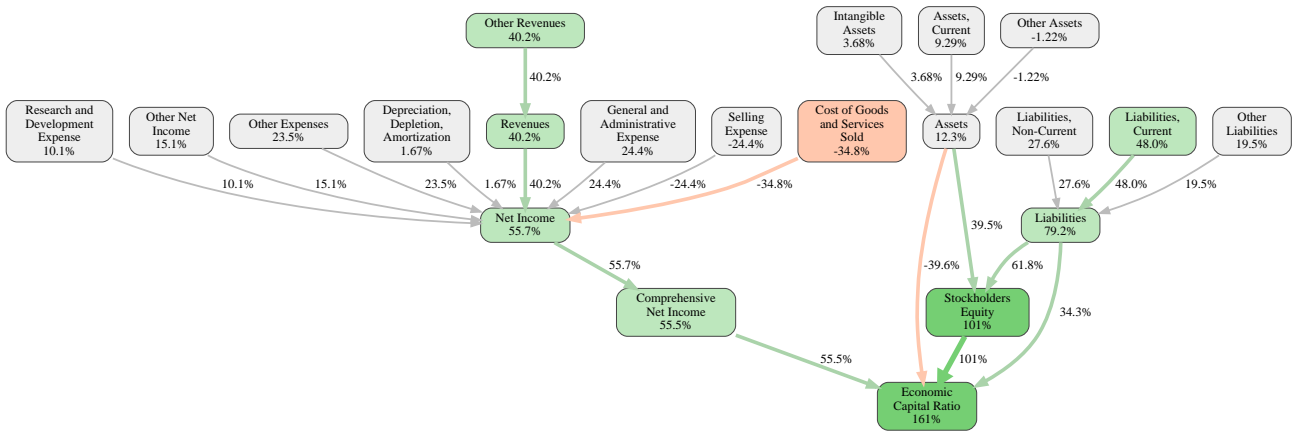 Other Revenues
40.2%
Intangible
Assets
3.68%
Assets,
Current
9.29%
Other Assets
-1.22%
40.2%
3.68%
9.29%
-1.22%
Research and
Development
Expense
10.1%
Other Net
Income
15.1%
Other Expenses
23.5%
Depreciation,
Depletion,
Amortization
1.67%
Revenues
40.2%
General and
Administrative
Expense
24.4%
Selling
Expense
-24.4%
Cost of Goods
and Services
Sold
-34.8%
Assets
12.3%
Liabilities,
Non-Current
27.6%
Liabilities,
Current
48.0%
Other
Liabilities
19.5%
10.1%
15.1%
23.5%
1.67%
40.2%
24.4%
-24.4%
-34.8%
27.6%
48.0%
19.5%
Net Income
55.7%
39.5%
Liabilities
79.2%
55.7%
-39.6%
61.8%
Comprehensive
Net Income
55.5%
Stockholders
Equity
101%
34.3%
55.5%
101%
Economic
Capital Ratio
161%